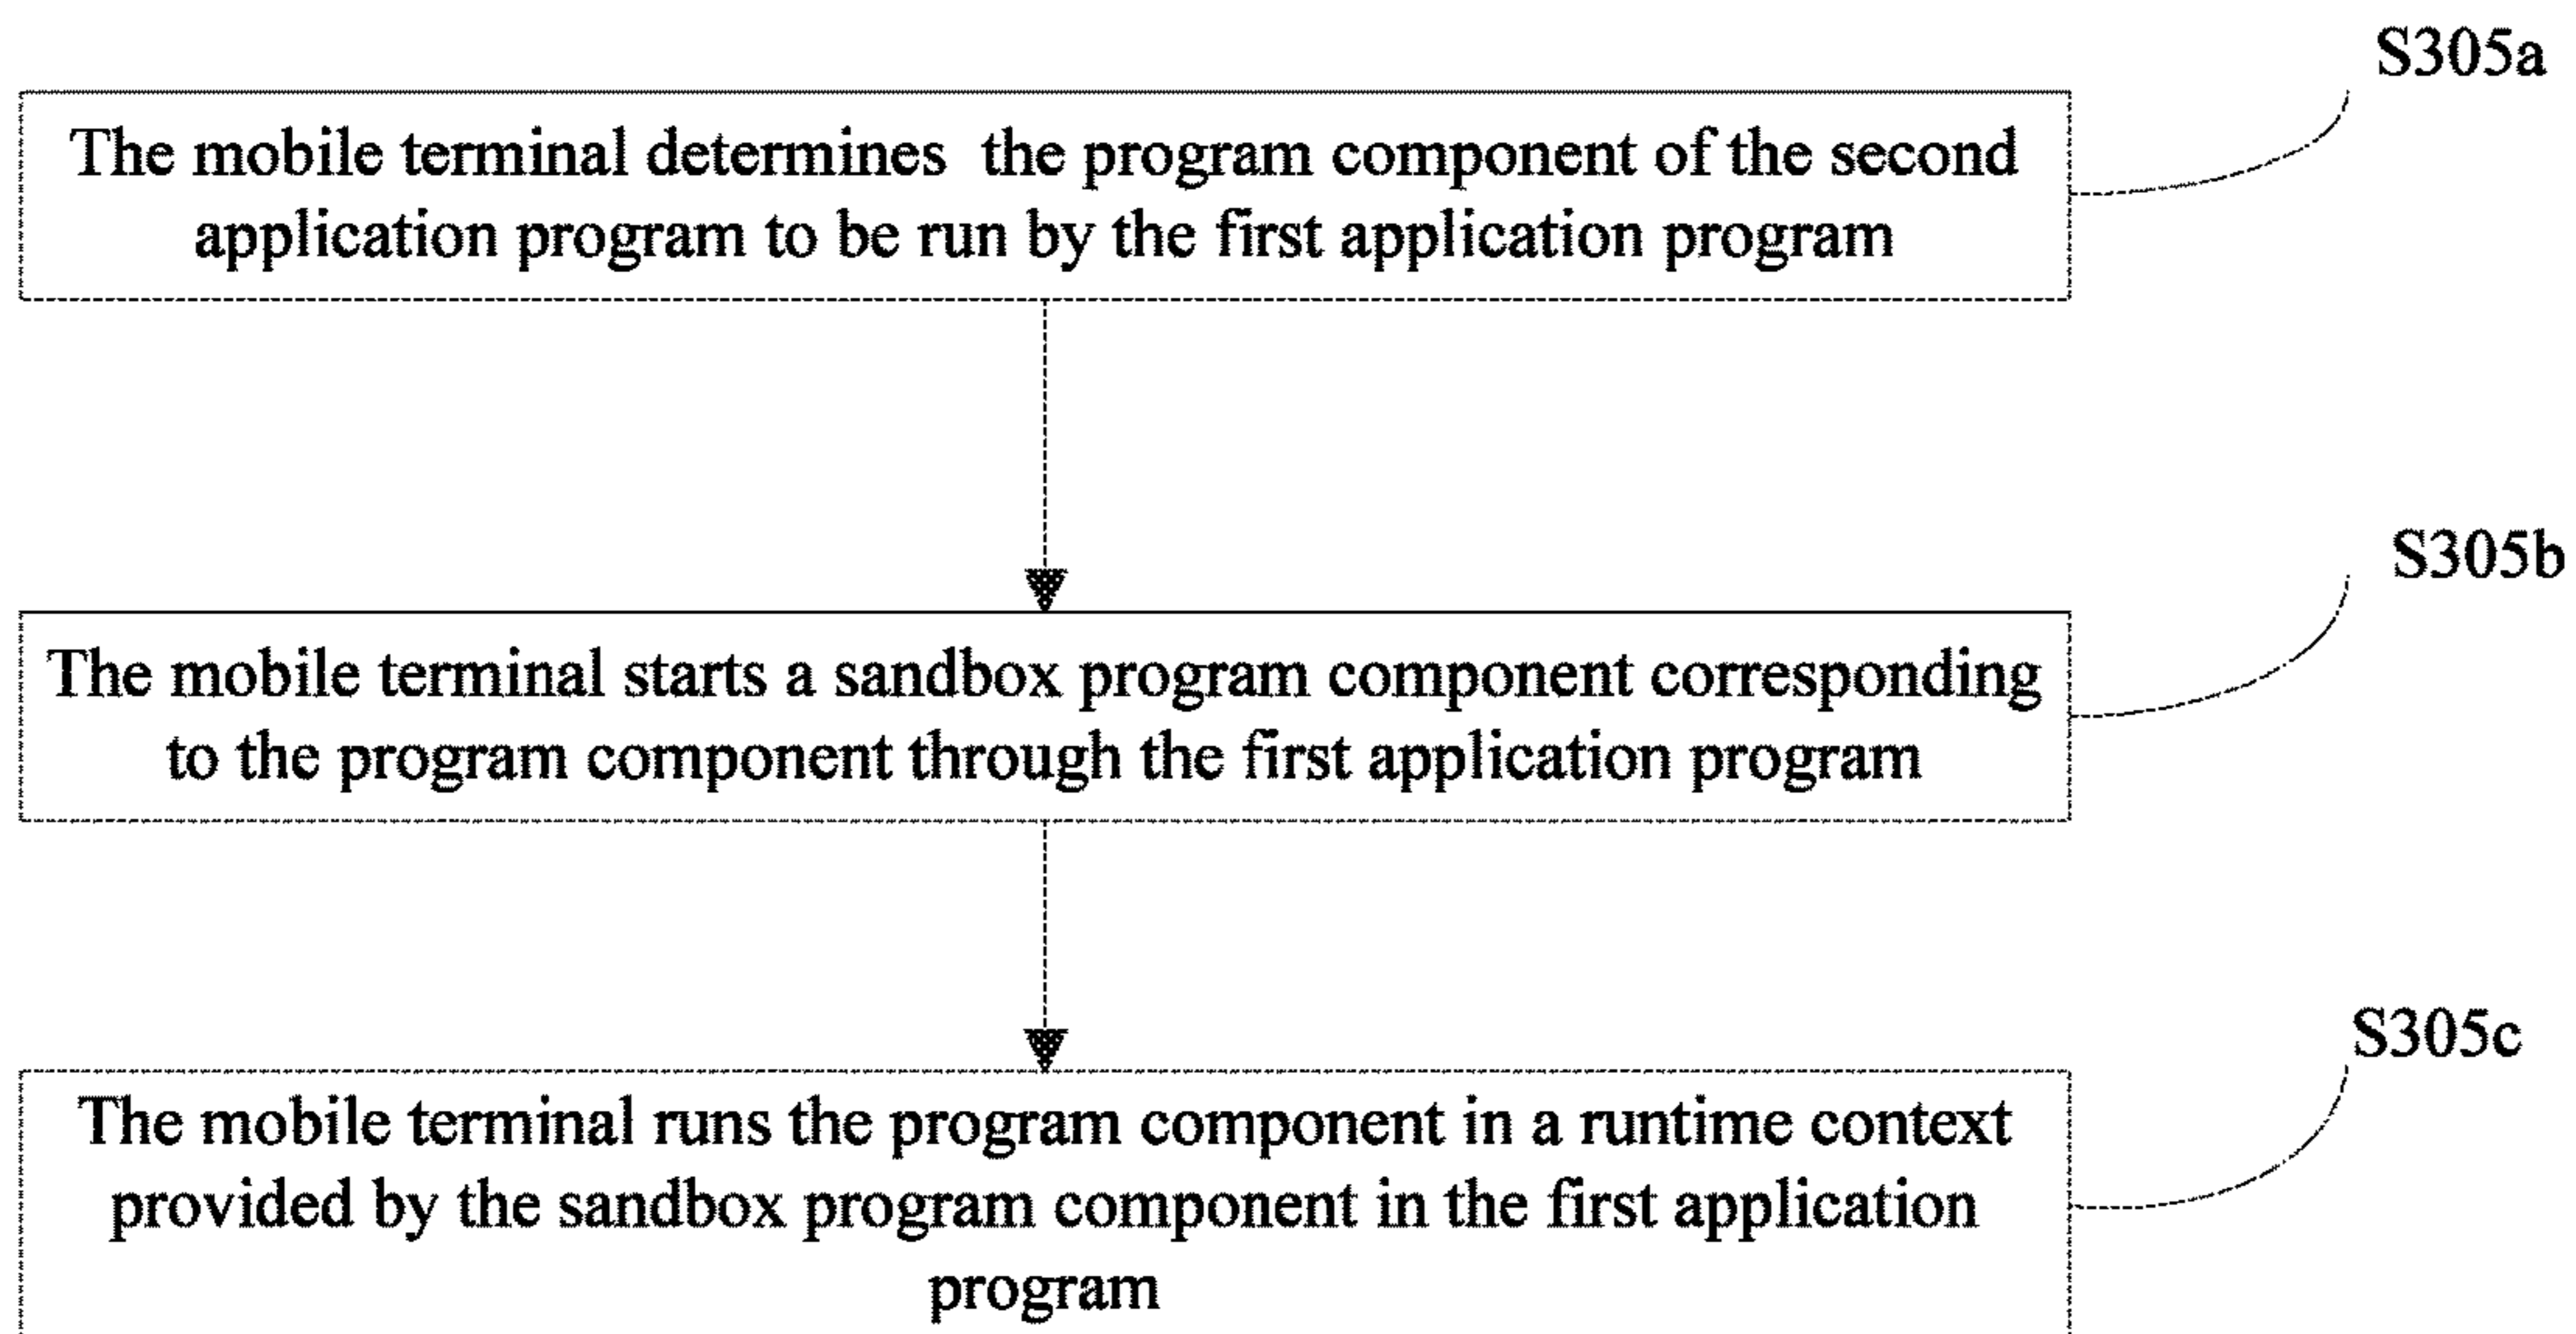 S305a
The mobile terminal determines the program component of the second
application program to be run by the first application program
S305b
The mobile terminal starts a sandbox program component corresponding
to the program component through the first application program
S305c
The mobile terminal runs the program component in a runtime context
provided by the sandbox program component in the first application
program